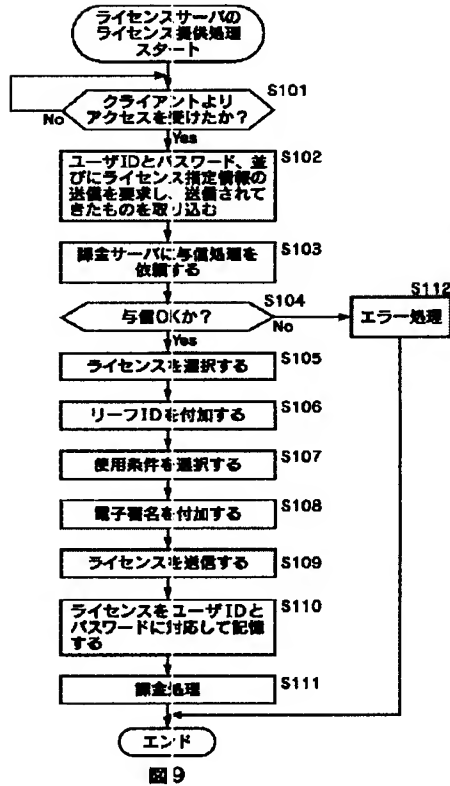 ライセンスサーバの
ライセンス提供処理
スタート
S101
クライアントより
アクセスを受けたか？
No
Yes
S102
ユーザIDとパスワード、並
びにライセンス指定情報の
送信を要求し、送信されて
きたものを取り込む
S103
課金サーバに与信処理を
依頼する
S104
与信OKか？
No
Yes
S112
エラー処理
S105
ライセンスを選択する
S106
リーフIDを付加する
S107
使用条件を選択する
S108
電子署名を付加する
S109
ライセンスを送信する
S110
ライセンスをユーザIDと
パスワードに対応して記憶
する
S111
課金処理
エンド
図9